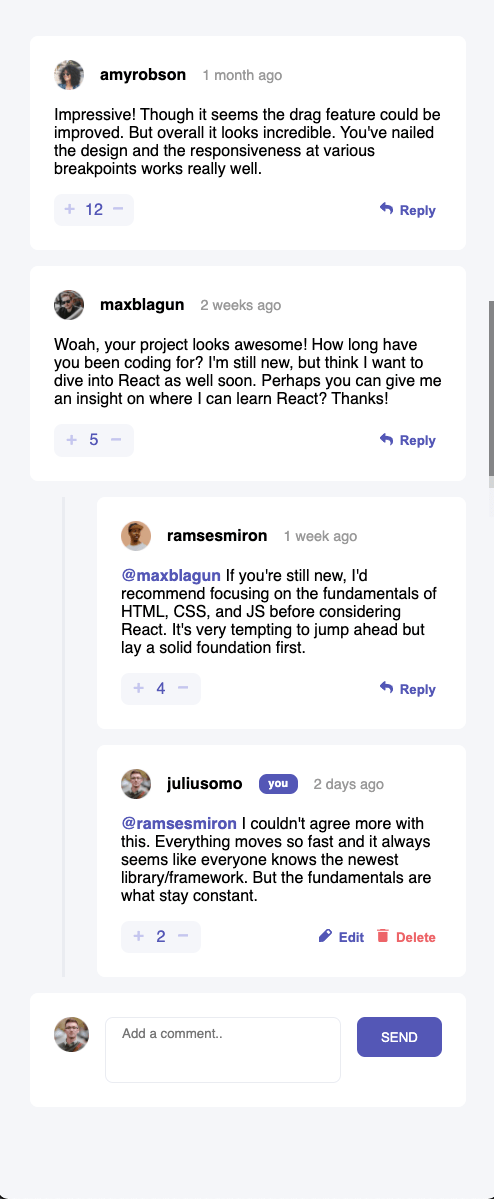 amyrobson 1 month ago
Impressive! Though it seems the drag feature could be
improved. But overall it looks incredible. You've nailed
the design and the responsiveness at various
breakpoints works really well.
+ 12 − Reply
maxblagun 2 weeks ago
Woah, your project looks awesome! How long have
you been coding for? I'm still new, but think I want to
dive into React as well soon. Perhaps you can give me
an insight on where I can learn React? Thanks!
+ 5 − Reply
ramsesmiron 1 week ago
@maxblagun If you're still new, I'd
recommend focusing on the fundamentals of
HTML, CSS, and JS before considering
React. It's very tempting to jump ahead but
lay a solid foundation first.
+ 4 − Reply
juliusomo you 2 days ago
@ramsesmiron I couldn't agree more with
this. Everything moves so fast and it always
seems like everyone knows the newest
library/framework. But the fundamentals are
what stay constant.
+ 2 − Edit Delete
Add a comment.. SEND